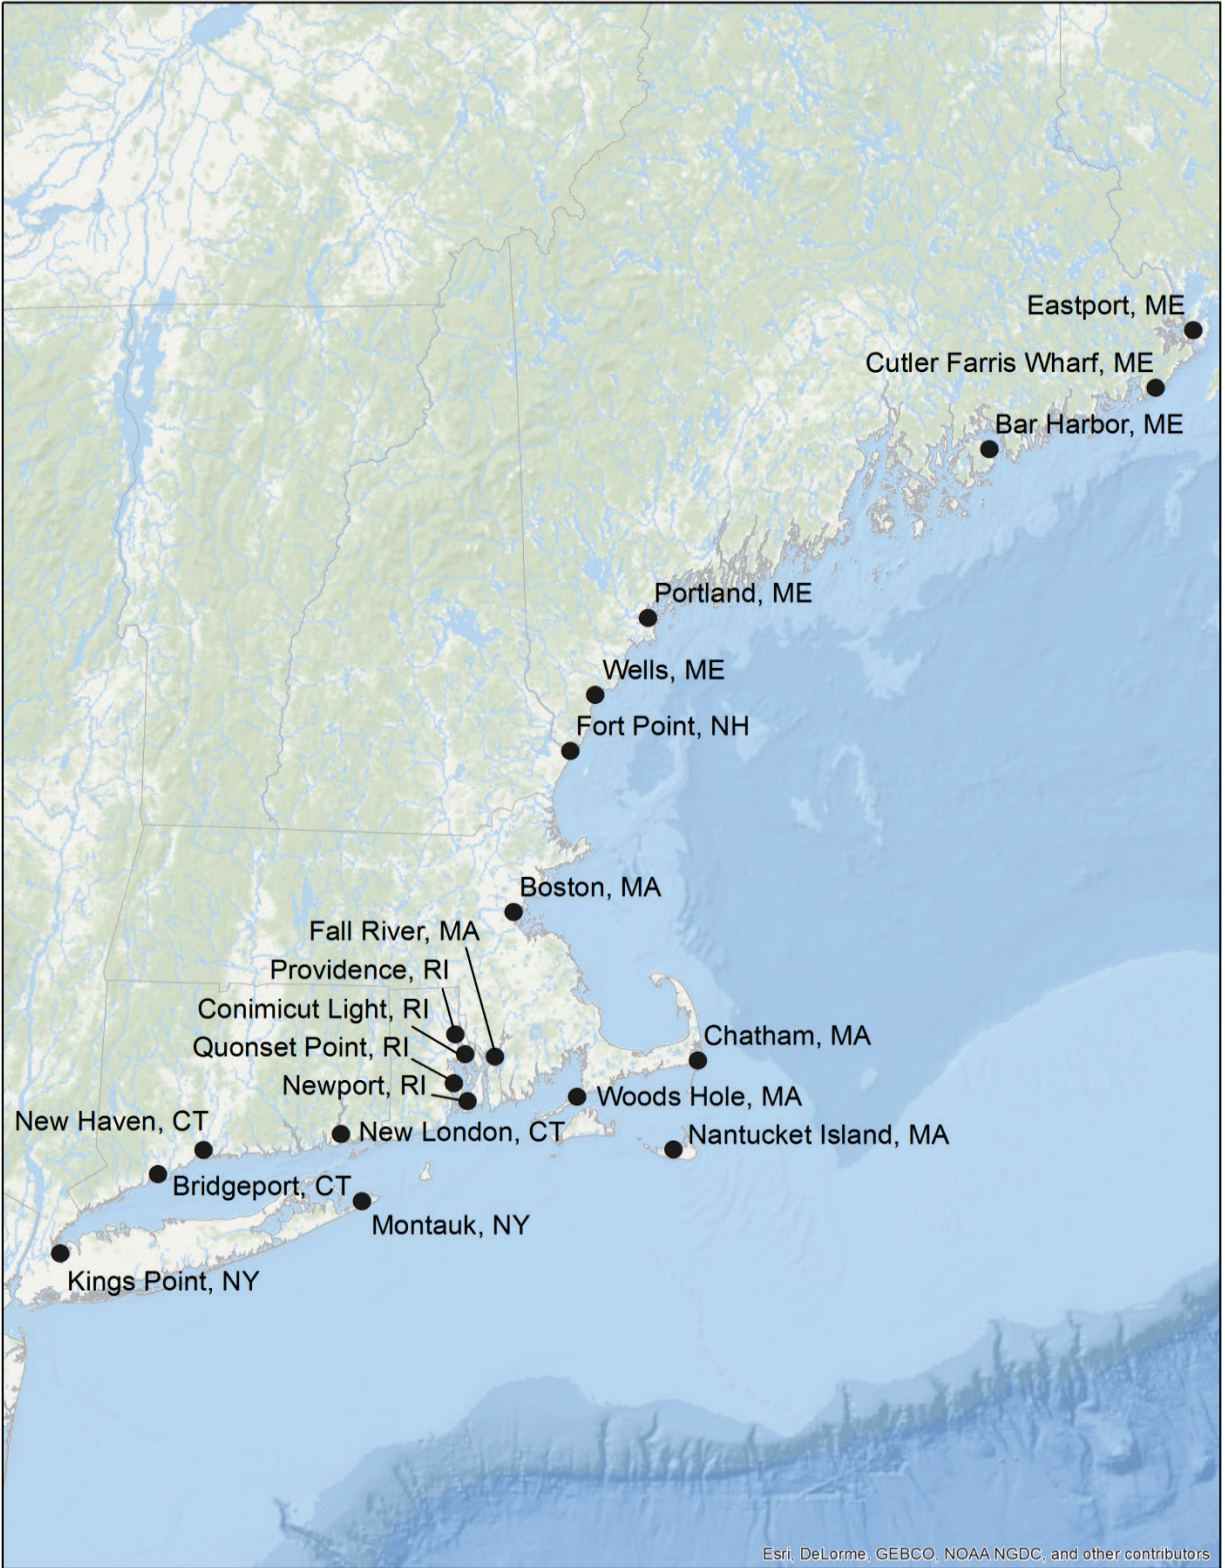 Eastport, ME
Cutler Farris Wharf, ME
Bar Harbor, ME
Portland, ME
Wells, ME
Fort Point, NH
Boston, MA
Fall River, MA
Providence, RI
Conimicut Light, RI
Chatham, MA
Quonset Point, RI
Newport, RI
Woods Hole, MA
New Haven, CT
New London, CT
Nantucket Island, MA
Bridgeport, CT
Montauk, NY
Kings Point, NY
Esri, DeLorme, GEBCO, NOAA NGDC, and other contributors